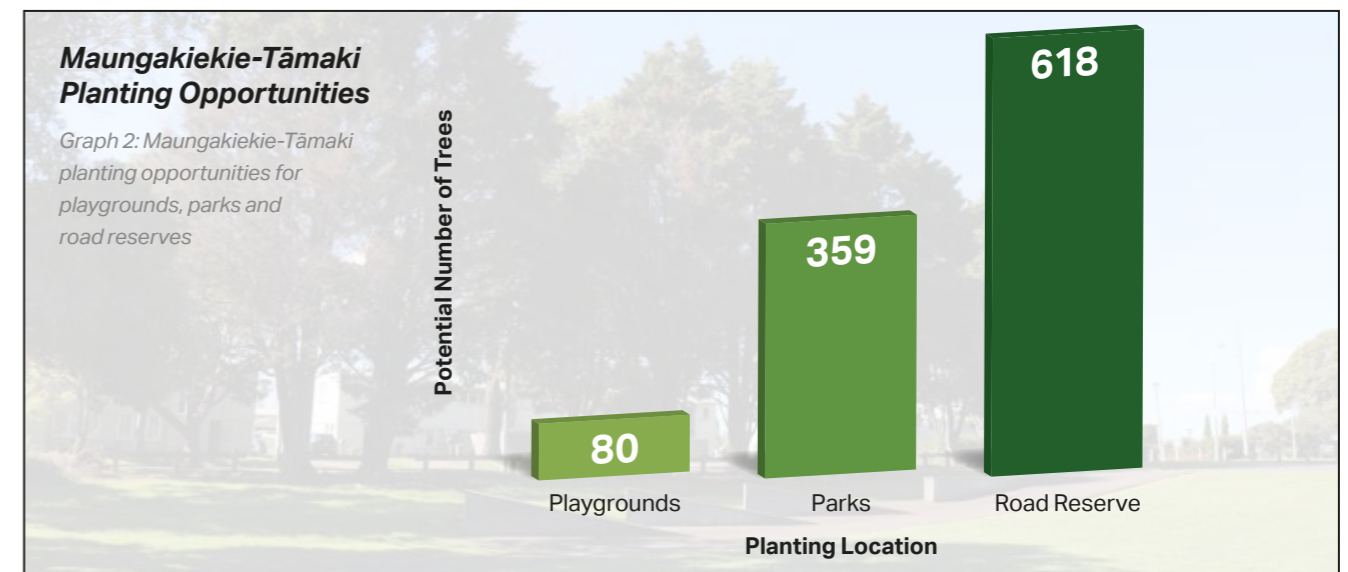 Maungakiekie-Tāmaki
Planting Opportunities
Graph 2: Maungakiekie-Tāmaki
planting opportunities for
playgrounds, parks and
road reserves
Potential Number of Trees
80
359
618
Playgrounds
Parks
Road Reserve
Planting Location